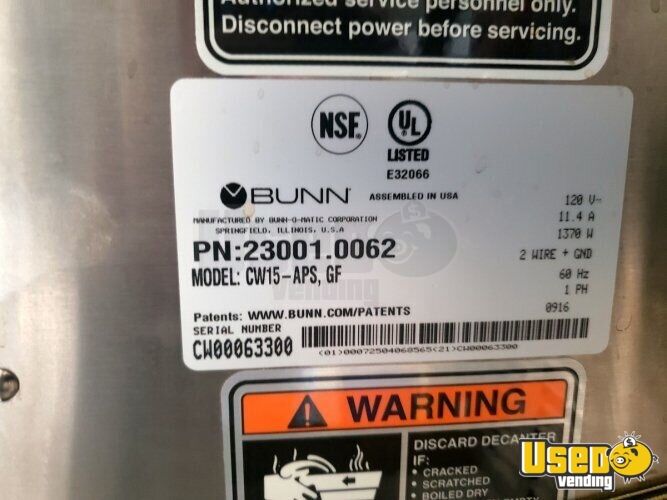 Authorized service personnel only.
Disconnect power before servicing.
NSF
UL
LISTED
E32066
BUNN
ASSEMBLED IN USA
MANUFACTURED BY BUNN-O-MATIC CORPORATION
SPRINGFIELD, ILLINOIS, U.S.A
120 V~
11.4 A
1370 W
PN:23001.0062
2 WIRE + GND
MODEL: CW15-APS, GF
60 Hz
1 PH
Patents: WWW.BUNN.COM/PATENTS
0916
SERIAL NUMBER
CW00063300
(01)00072504068565(21)CW00063300
WARNING
DISCARD DECANTER
IF:
• CRACKED
• SCRATCHED
• BOILED DRY
EMPTY
Used
vending
vending